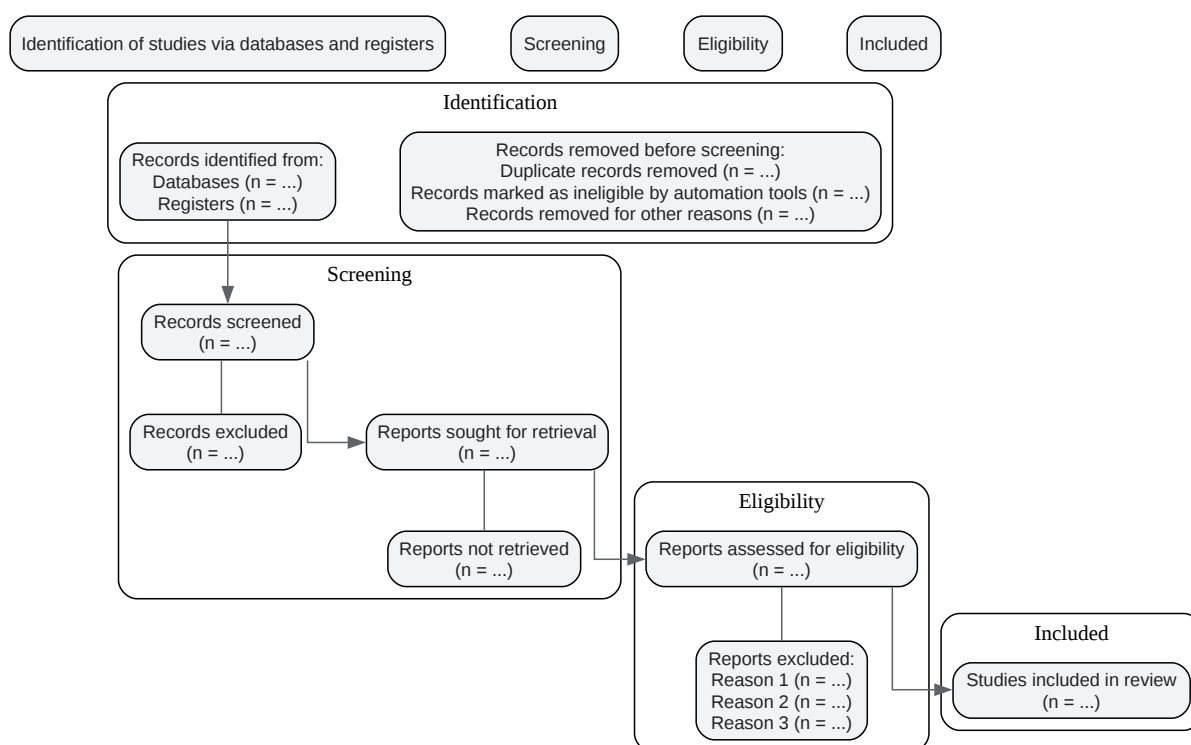 Identification of studies via databases and registers
Screening
Eligibility
Included
Identification
Records identified from:
Databases (n = ...)
Registers (n = ...)
Records removed before screening:
Duplicate records removed (n = ...)
Records marked as ineligible by automation tools (n = ...)
Records removed for other reasons (n = ...)
Screening
Records screened
(n = ...)
Records excluded
(n = ...)
Reports sought for retrieval
(n = ...)
Reports not retrieved
(n = ...)
Eligibility
Reports assessed for eligibility
(n = ...)
Reports excluded:
Reason 1 (n = ...)
Reason 2 (n = ...)
Reason 3 (n = ...)
Included
Studies included in review
(n = ...)